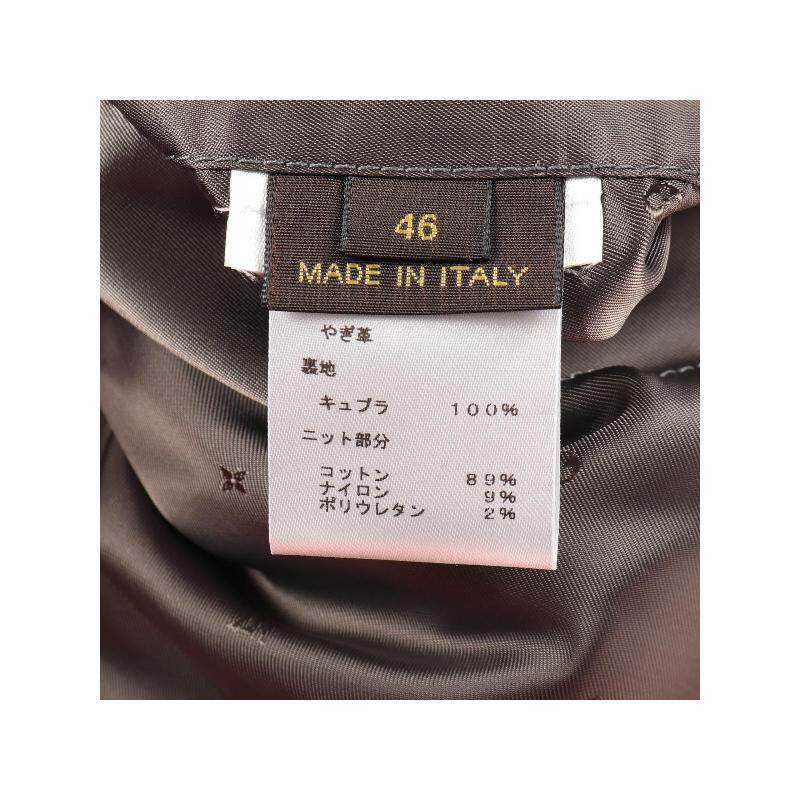 46
MADE IN ITALY
やぎ革
裏地
キュプラ 100%
ニット部分
コットン 89%
ナイロン 9%
ポリウレタン 2%